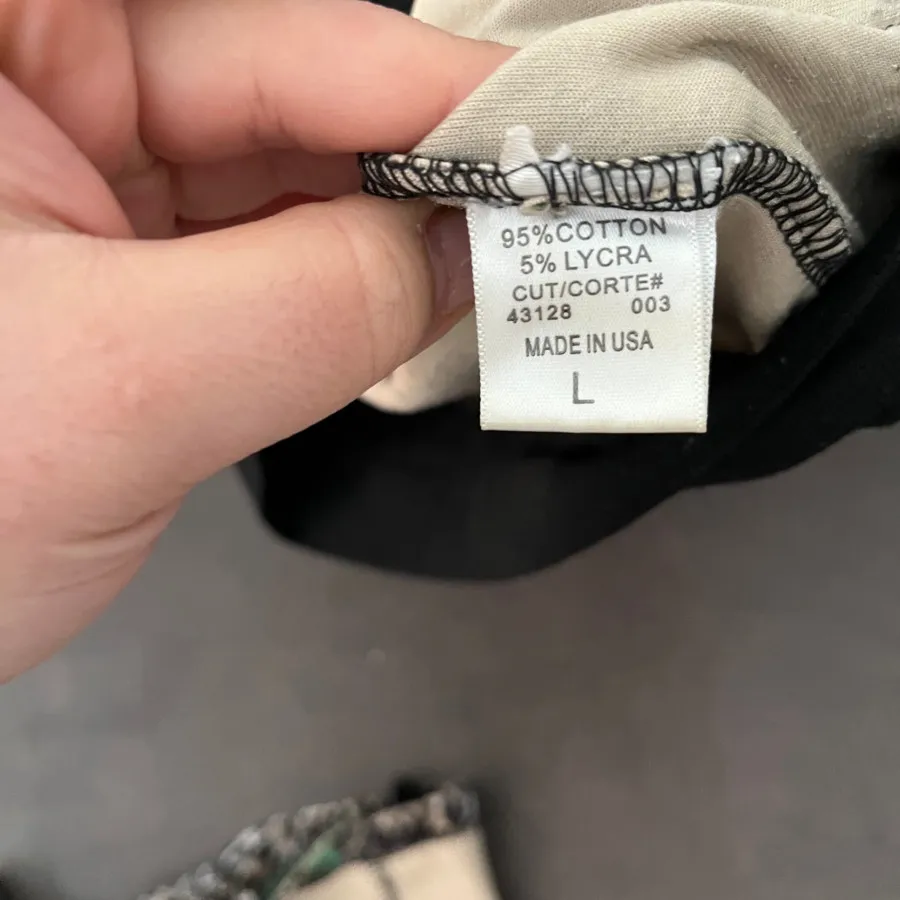 95%COTTON
5% LYCRA
CUT/CORTE#
43128 003
MADE IN USA
L